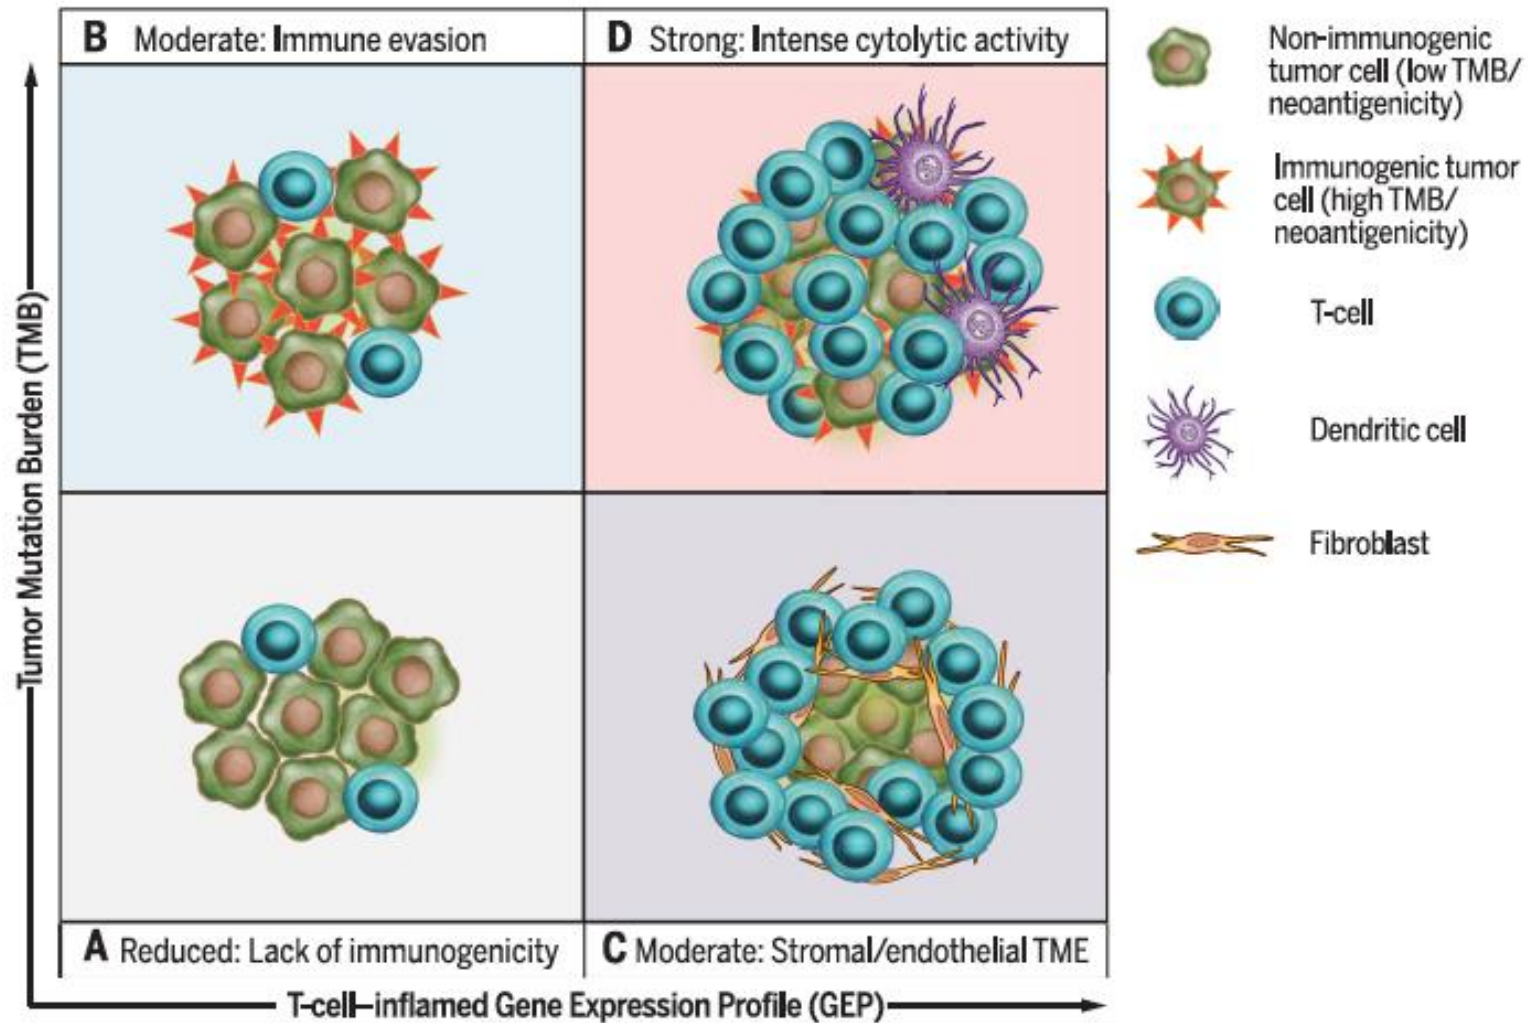 B Moderate: Immune evasion
D Strong: Intense cytolytic activity
Non-immunogenic
tumor cell (low TMB/
neoantigenicity)
Immunogenic tumor
cell (high TMB/
neoantigenicity)
T-cell
Dendritic cell
Fibroblast
Tumor Mutation Burden (TMB)
A Reduced: Lack of immunogenicity
C Moderate: Stromal/endothelial TME
T-cell–inflamed Gene Expression Profile (GEP)